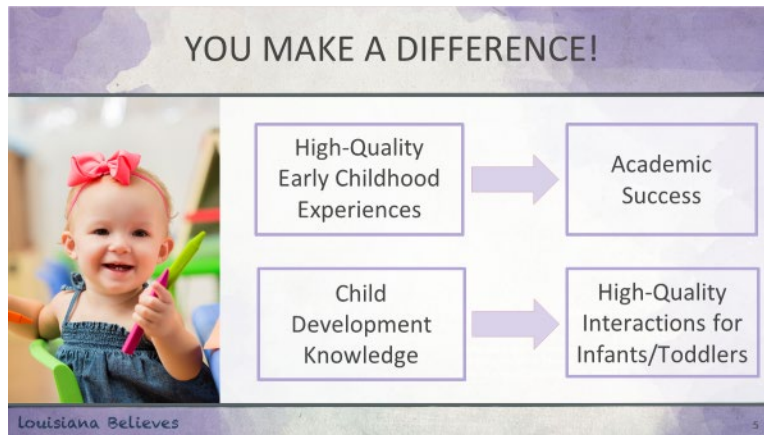 YOU MAKE A DIFFERENCE!
High-Quality
Early Childhood
Experiences
Academic
Success
Child
Development
Knowledge
High-Quality
Interactions for
Infants/Toddlers
Louisiana Believes
5